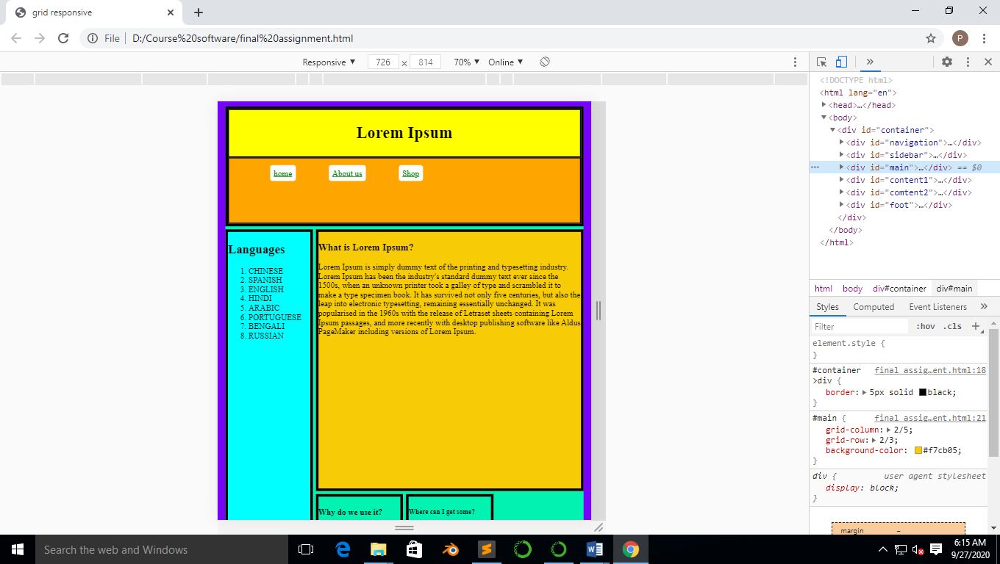 grid responsive
File
D:/Course%20software/final%20assignment.html
P
Responsive
726 × 814
70%
Online
Lorem Ipsum
home
About us
Shop
Languages
1. CHINESE
2. SPANISH
3. ENGLISH
4. HINDI
5. ARABIC
6. PORTUGUESE
7. BENGALI
8. RUSSIAN
What is Lorem Ipsum?
Lorem Ipsum is simply dummy text of the printing and typesetting industry.
Lorem Ipsum has been the industry's standard dummy text ever since the
1500s, when an unknown printer took a galley of type and scrambled it to
make a type specimen book. It has survived not only five centuries, but also the
leap into electronic typesetting, remaining essentially unchanged. It was
popularised in the 1960s with the release of Letraset sheets containing Lorem
Ipsum passages, and more recently with desktop publishing software like Aldus
PageMaker including versions of Lorem Ipsum.
Why do we use it?
Where can I get some?
<!DOCTYPE html>
<html lang="en">
<head>…</head>
<body>
<div id="container">
<div id="navigation">…</div>
<div id="sidebar">…</div>
<div id="main">…</div> == $0
<div id="content1">…</div>
<div id="comtent2">…</div>
<div id="foot">…</div>
</div>
</body>
</html>
html body div#container div#main
Styles Computed Event Listeners
Filter :hov .cls
element.style {
}
#container final assig…ent.html:18
>div {
border: 5px solid black;
}
#main { final assig…ent.html:21
grid-column: 2/5;
grid-row: 2/3;
background-color: #f7cb05;
}
div { user agent stylesheet
display: block;
}
margin –
Search the web and Windows
6:15 AM
9/27/2020